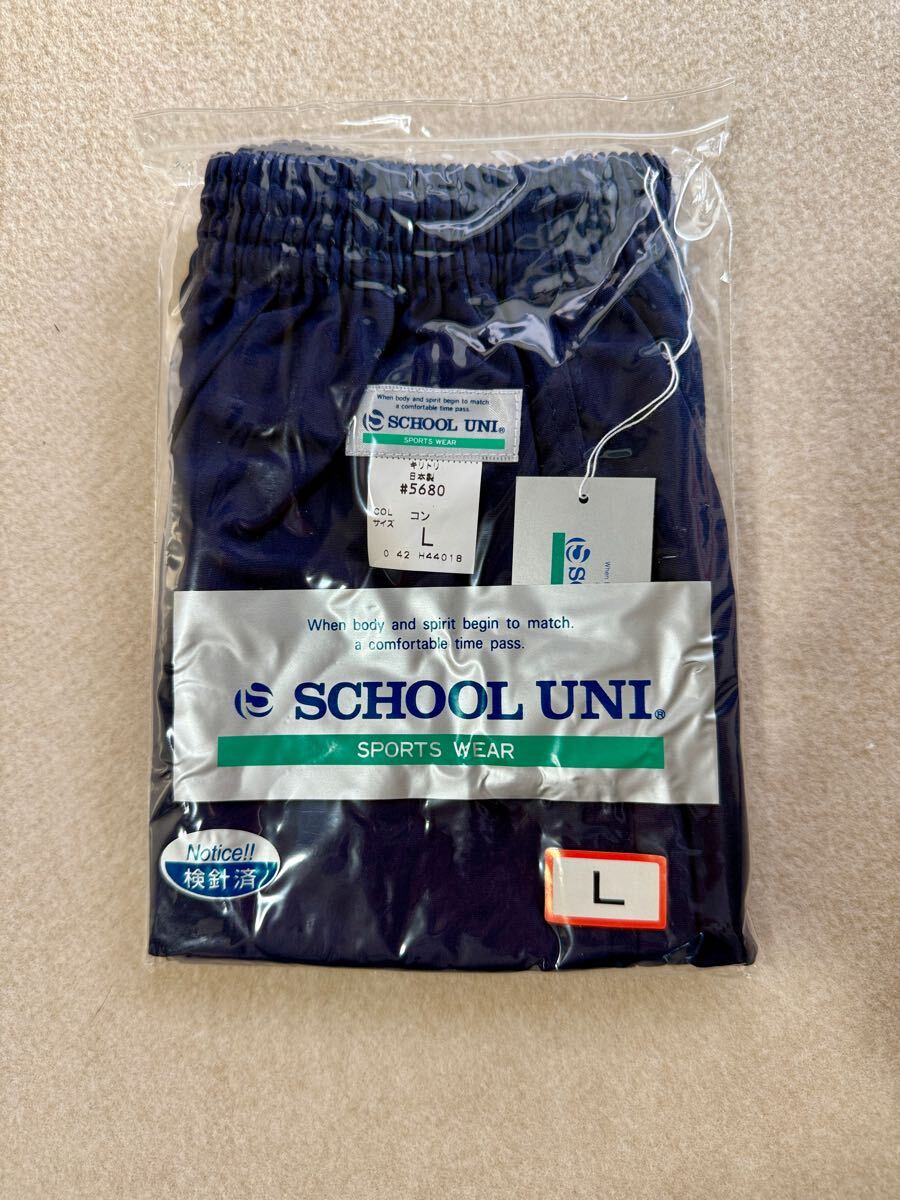 When body and spirit begin to match.
a comfortable time pass.
SCHOOL UNI®
SPORTS WEAR
キリトリ
日本製
#5680
COL コン
サイズ L
0 42 H44018
When body and spirit begin to match.
a comfortable time pass.
SCHOOL UNI®
SPORTS WEAR
Notice!!
検針済
L